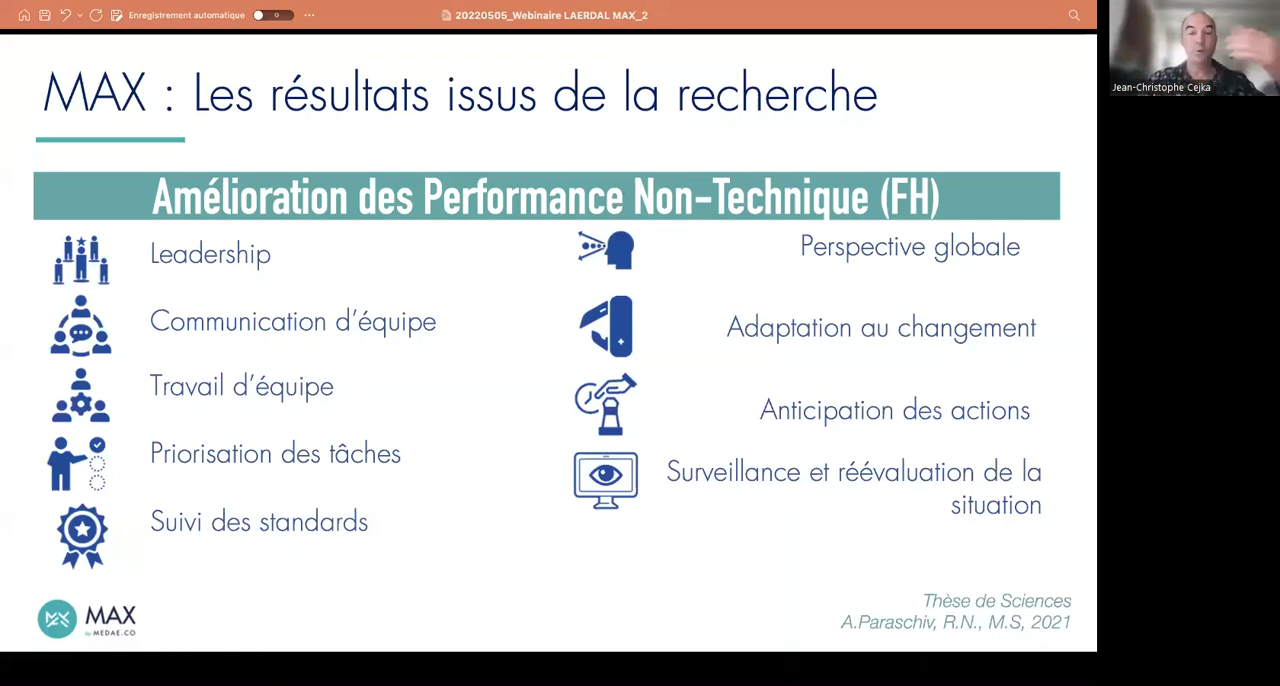 Enregistrement automatique
20220505_Webinaire LAERDAL MAX_2
Jean-Christophe Cejka
MAX : Les résultats issus de la recherche
Amélioration des Performance Non-Technique (FH)
Leadership
Communication d'équipe
Travail d'équipe
Priorisation des tâches
Suivi des standards
Perspective globale
Adaptation au changement
Anticipation des actions
Surveillance et réévaluation de la
situation
MAX
by MEDAE.CO
Thèse de Sciences
A.Paraschiv, R.N., M.S, 2021